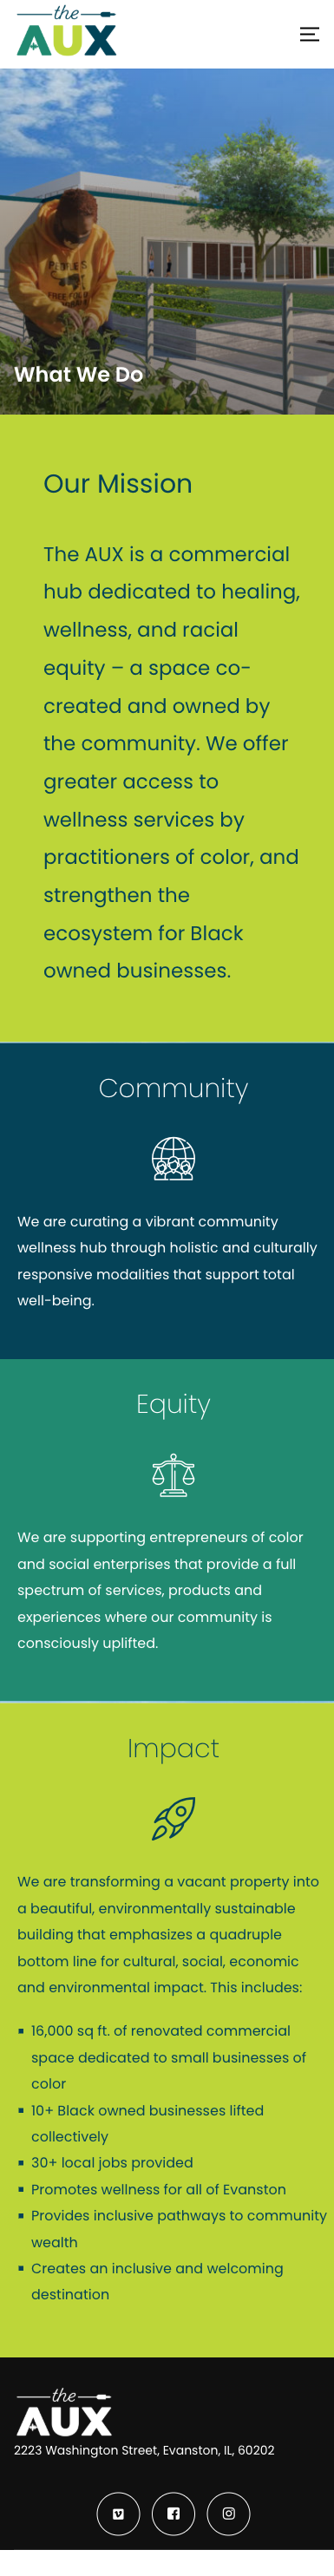 the
AUX
PEOPLE'S
What We Do
Our Mission
The AUX is a commercial
hub dedicated to healing,
wellness, and racial
equity – a space co-
created and owned by
the community. We offer
greater access to
wellness services by
practitioners of color, and
strengthen the
ecosystem for Black
owned businesses.
Community
We are curating a vibrant community
wellness hub through holistic and culturally
responsive modalities that support total
well-being.
Equity
We are supporting entrepreneurs of color
and social enterprises that provide a full
spectrum of services, products and
experiences where our community is
consciously uplifted.
Impact
We are transforming a vacant property into
a beautiful, environmentally sustainable
building that emphasizes a quadruple
bottom line for cultural, social, economic
and environmental impact. This includes:
▪ 16,000 sq ft. of renovated commercial
space dedicated to small businesses of
color
▪ 10+ Black owned businesses lifted
collectively
▪ 30+ local jobs provided
▪ Promotes wellness for all of Evanston
▪ Provides inclusive pathways to community
wealth
▪ Creates an inclusive and welcoming
destination
the
AUX
2223 Washington Street, Evanston, IL, 60202